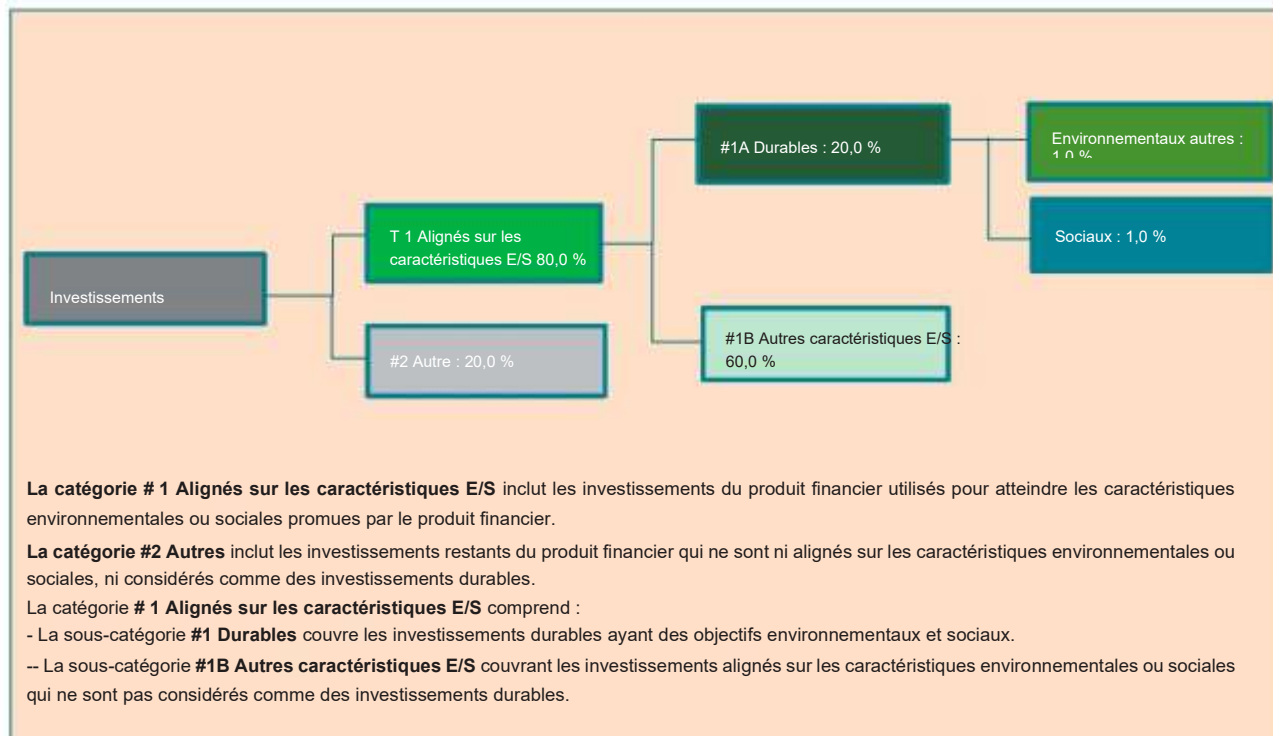 #1A Durables : 20,0 %
Environnementaux autres :
1,0 %
T 1 Alignés sur les
caractéristiques E/S 80,0 %
Sociaux : 1,0 %
Investissements
#2 Autre : 20,0 %
#1B Autres caractéristiques E/S :
60,0 %
La catégorie # 1 Alignés sur les caractéristiques E/S inclut les investissements du produit financier utilisés pour atteindre les caractéristiques
environnementales ou sociales promues par le produit financier.
La catégorie #2 Autres inclut les investissements restants du produit financier qui ne sont ni alignés sur les caractéristiques environnementales ou
sociales, ni considérés comme des investissements durables.
La catégorie # 1 Alignés sur les caractéristiques E/S comprend :
- La sous-catégorie #1 Durables couvre les investissements durables ayant des objectifs environnementaux et sociaux.
-- La sous-catégorie #1B Autres caractéristiques E/S couvrant les investissements alignés sur les caractéristiques environnementales ou sociales
qui ne sont pas considérés comme des investissements durables.